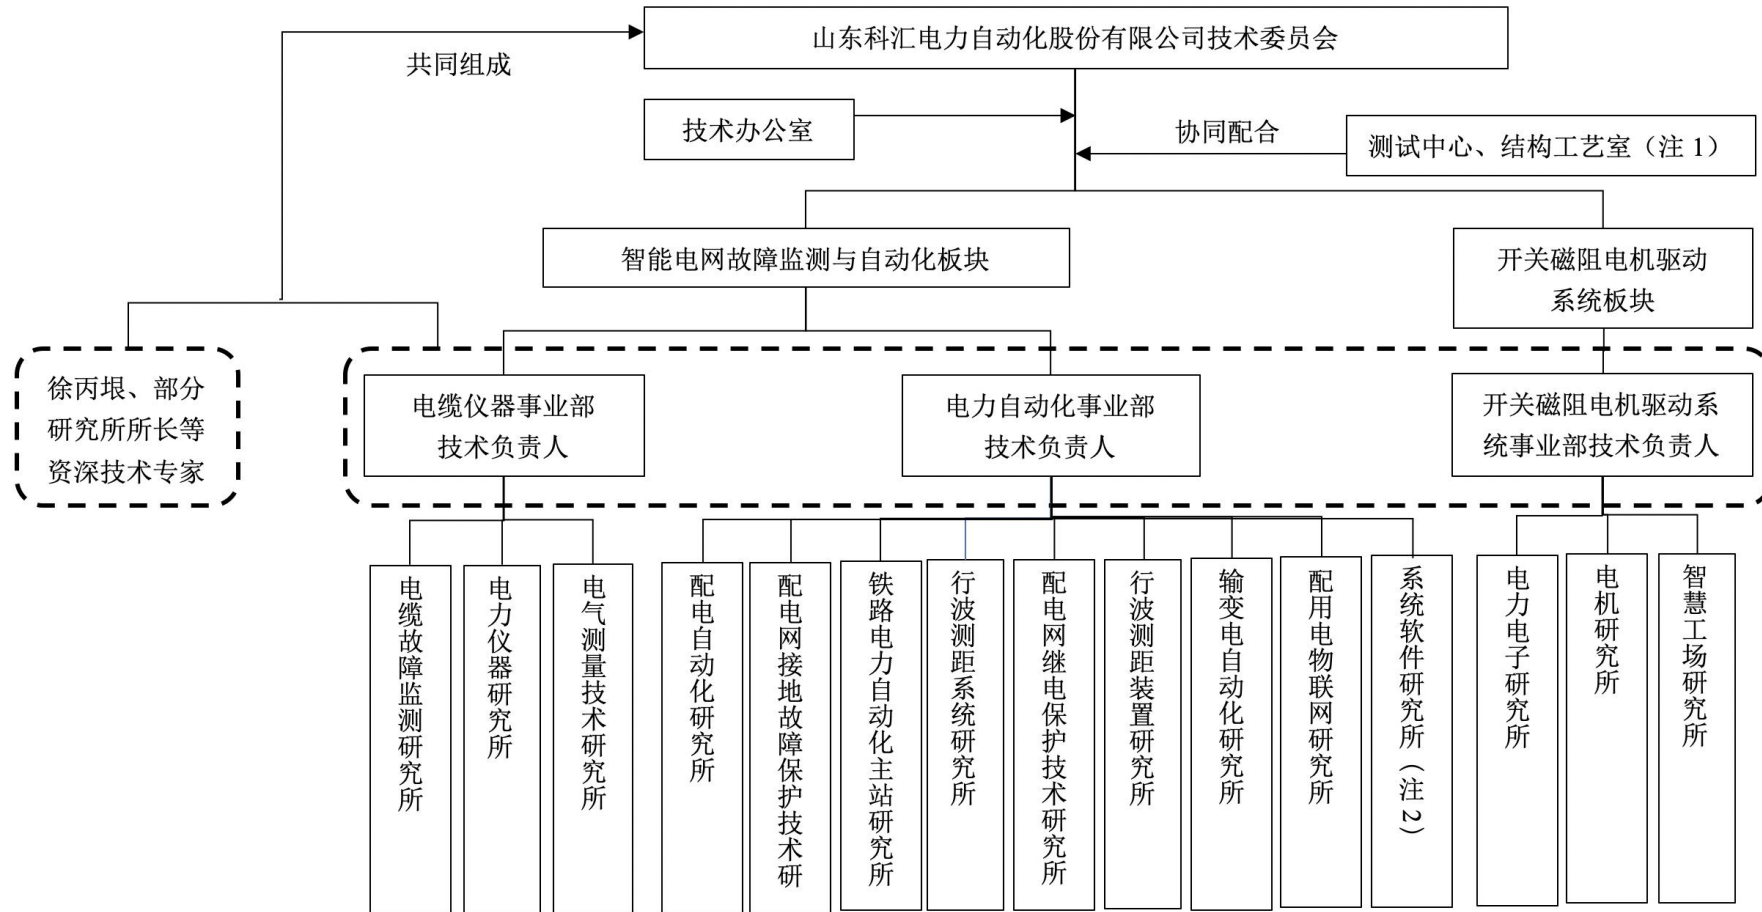 山东科汇电力自动化股份有限公司技术委员会
共同组成
技术办公室
协同配合
测试中心、结构工艺室（注 1）
智能电网故障监测与自动化板块
开关磁阻电机驱动
系统板块
徐丙垠、部分
研究所所长等
资深技术专家
电缆仪器事业部
技术负责人
电力自动化事业部
技术负责人
开关磁阻电机驱动系
统事业部技术负责人
电缆故障监测研究所
电力仪器研究所
电气测量技术研究所
配电自动化研究所
配电网接地故障保护技术研
铁路电力自动化主站研究所
行波测距系统研究所
配电网继电保护技术研究所
行波测距装置研究所
输变电自动化研究所
配用电物联网研究所
系统软件研究所（注 2）
电力电子研究所
电机研究所
智慧工场研究所